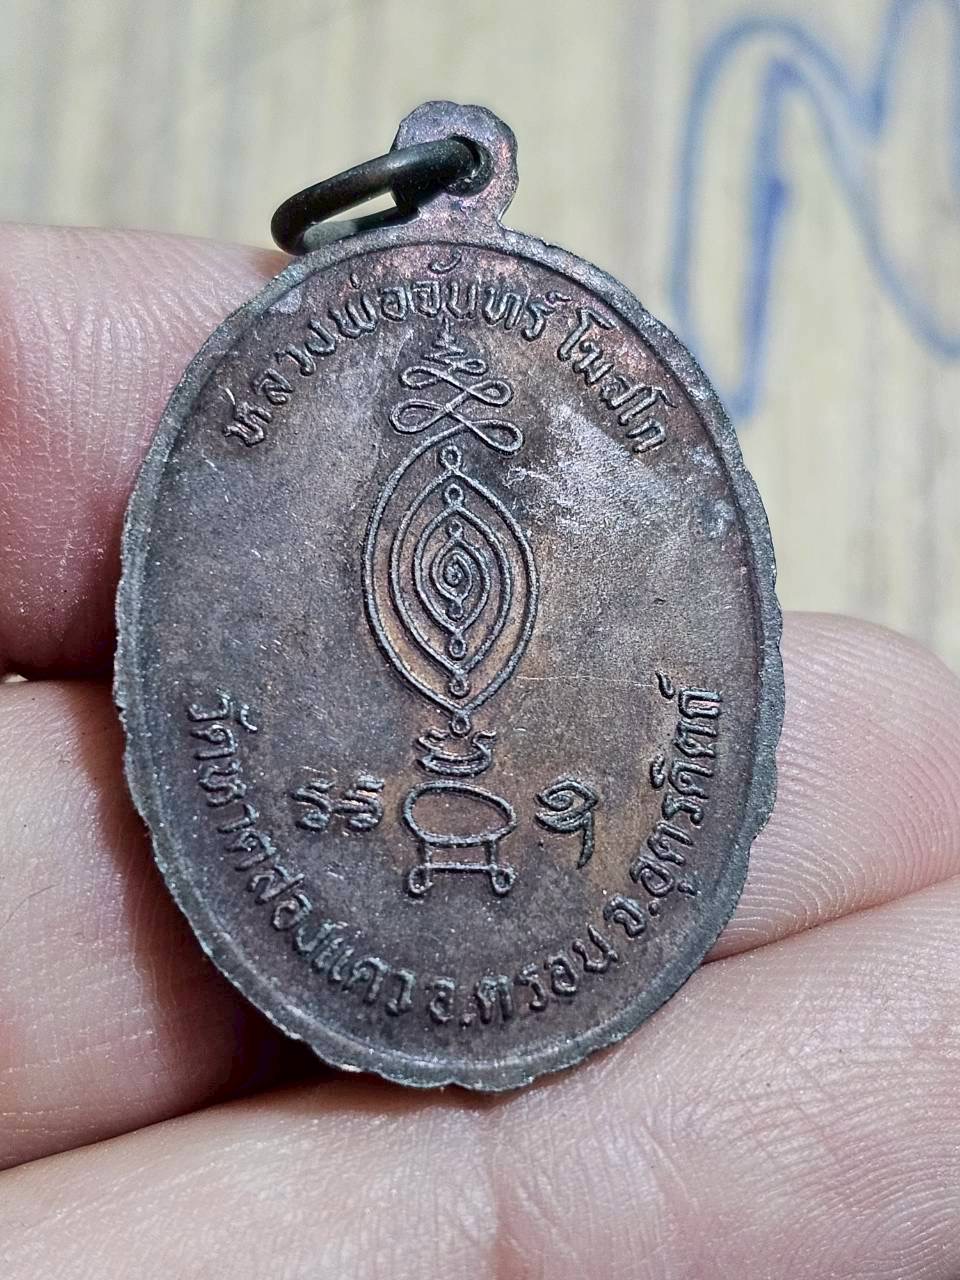 หลวงพ่อจันทร์ โฆสโก
วัดหาดสองแคว อ.ตรอน จ.อุตรดิตถ์